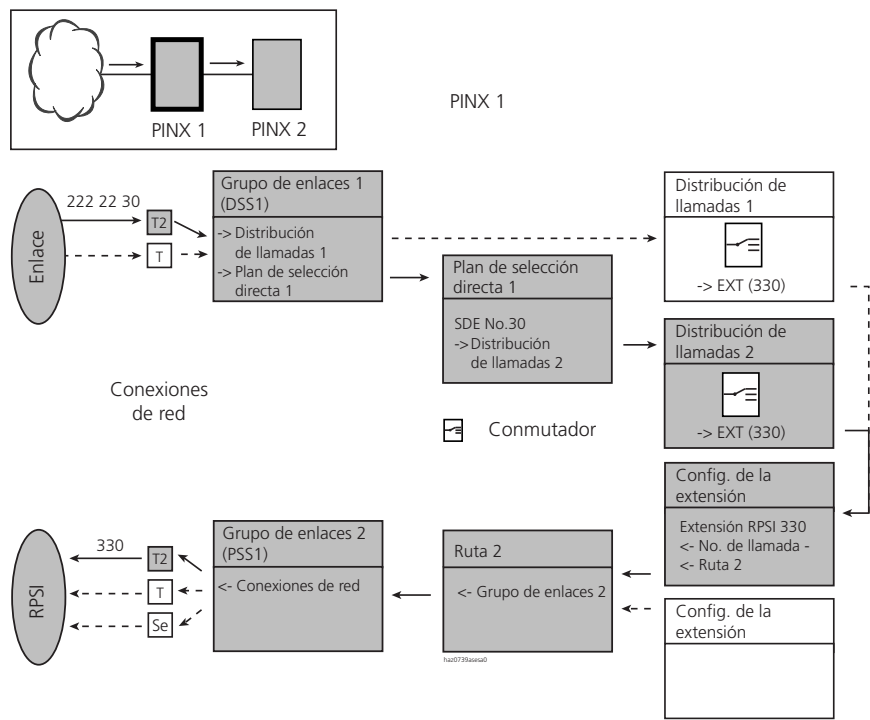 PINX 1
PINX 2
PINX 1
Enlace
222 22 30
T2
T
Grupo de enlaces 1
(DSS1)
-> Distribución
de llamadas 1
-> Plan de selección
directa 1
Plan de selección
directa 1
SDE No.30
->Distribución
de llamadas 2
Distribución de
llamadas 1
-> EXT (330)
Distribución de
llamadas 2
-> EXT (330)
Conexiones
de red
Conmutador
Config. de la
extensión
Extensión RPSI 330
<- No. de llamada -
<- Ruta 2
Config. de la
extensión
Ruta 2
<- Grupo de enlaces 2
haz0739asesa0
Grupo de enlaces 2
(PSS1)
<- Conexiones de red
330
T2
T
Se
RPSI